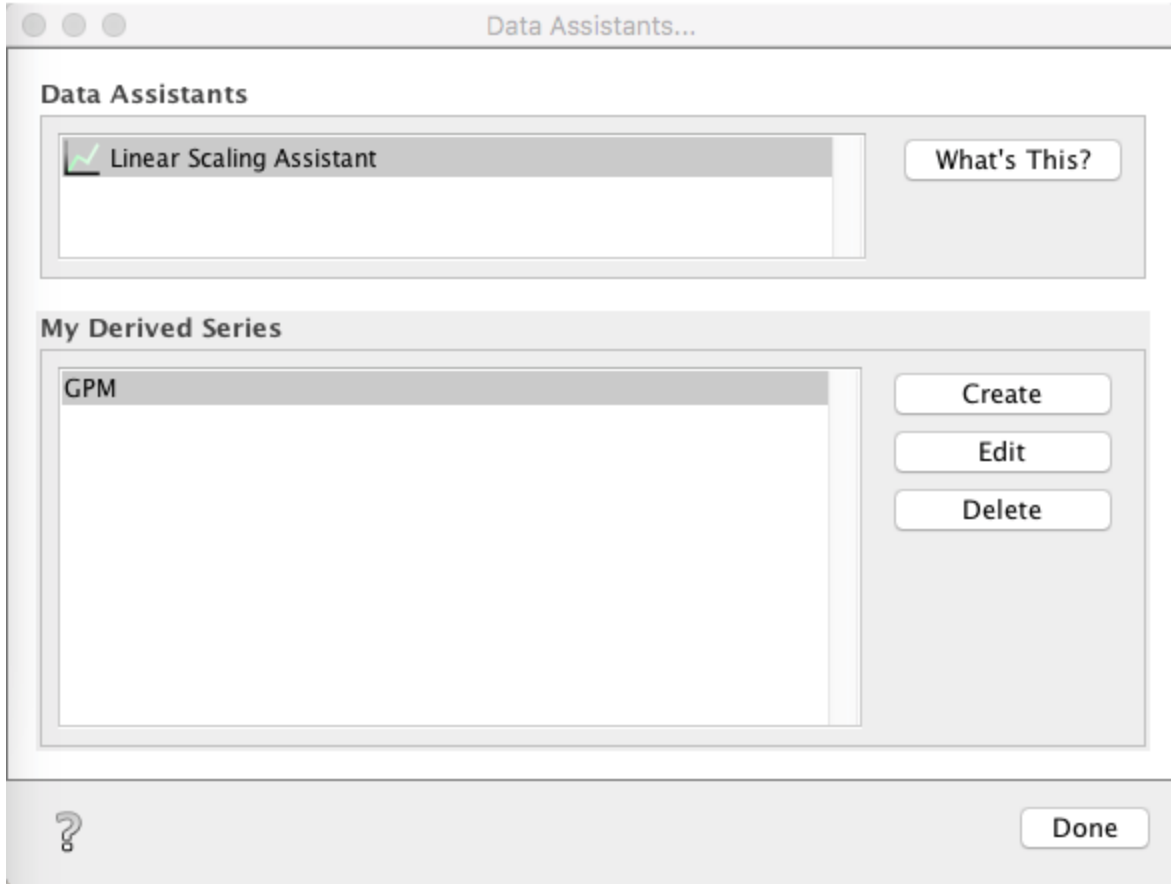 Data Assistants...
Data Assistants
Linear Scaling Assistant
What's This?
My Derived Series
GPM
Create
Edit
Delete
?
Done